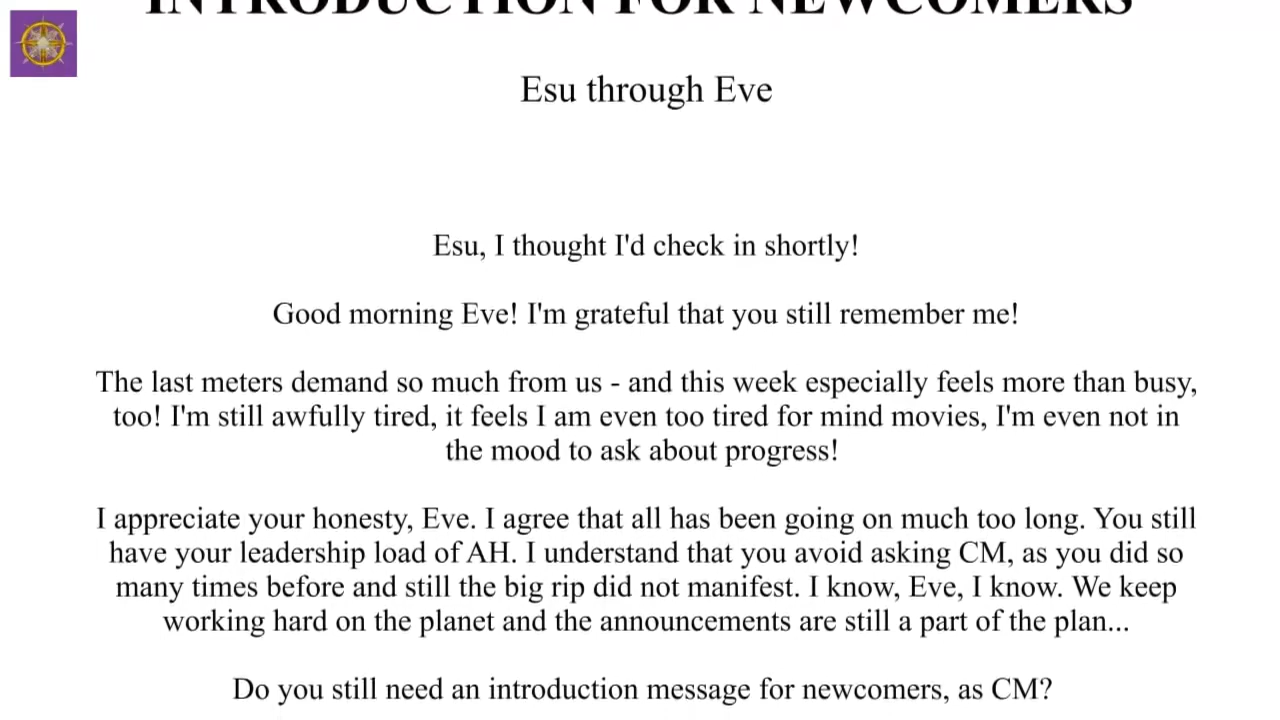 INTRODUCTION FOR NEWCOMERS
Esu through Eve
Esu, I thought I'd check in shortly!
Good morning Eve! I'm grateful that you still remember me!
The last meters demand so much from us - and this week especially feels more than busy,
too! I'm still awfully tired, it feels I am even too tired for mind movies, I'm even not in
the mood to ask about progress!
I appreciate your honesty, Eve. I agree that all has been going on much too long. You still
have your leadership load of AH. I understand that you avoid asking CM, as you did so
many times before and still the big rip did not manifest. I know, Eve, I know. We keep
working hard on the planet and the announcements are still a part of the plan...
Do you still need an introduction message for newcomers, as CM?